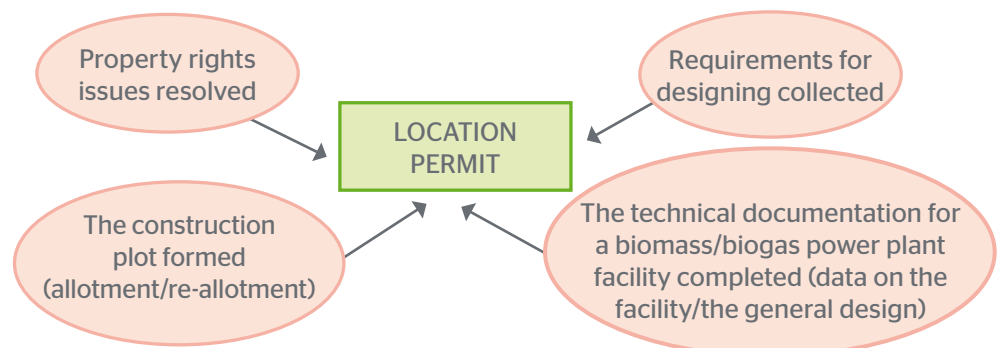 Property rights
issues resolved
Requirements for
designing collected
LOCATION
PERMIT
The construction
plot formed
(allotment/re-allotment)
The technical documentation for
a biomass/biogas power plant
facility completed (data on the
facility/the general design)